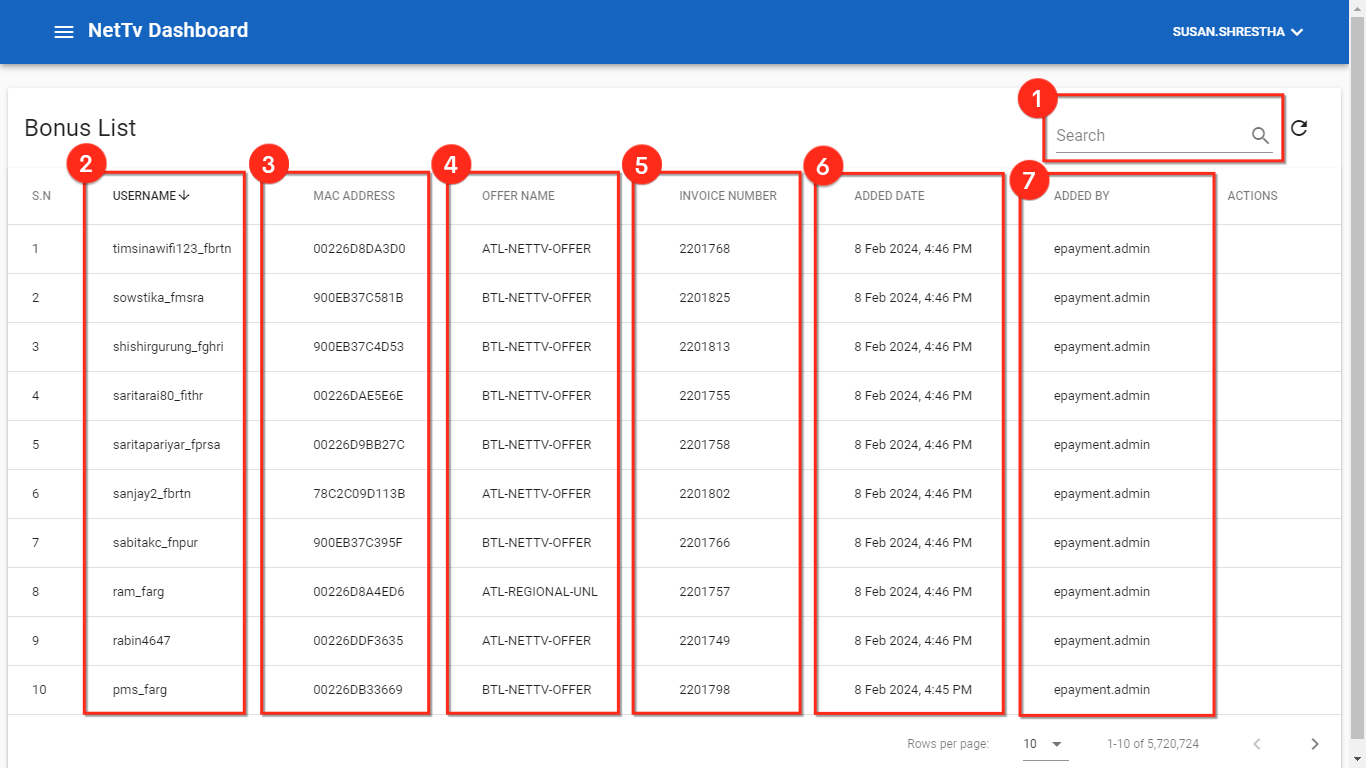 NetTv Dashboard SUSAN.SHRESTHA
1
Bonus List Search
2 3 4 5 6 7
S.N USERNAME MAC ADDRESS OFFER NAME INVOICE NUMBER ADDED DATE ADDED BY ACTIONS
1 timsinawifi123_fbrtn 00226D8DA3D0 ATL-NETTV-OFFER 2201768 8 Feb 2024, 4:46 PM epayment.admin
2 sowstika_fmsra 900EB37C581B BTL-NETTV-OFFER 2201825 8 Feb 2024, 4:46 PM epayment.admin
3 shishirgurung_fghri 900EB37C4D53 BTL-NETTV-OFFER 2201813 8 Feb 2024, 4:46 PM epayment.admin
4 saritarai80_fithr 00226DAE5E6E BTL-NETTV-OFFER 2201755 8 Feb 2024, 4:46 PM epayment.admin
5 saritapariyar_fprsa 00226D9BB27C BTL-NETTV-OFFER 2201758 8 Feb 2024, 4:46 PM epayment.admin
6 sanjay2_fbrtn 78C2C09D113B ATL-NETTV-OFFER 2201802 8 Feb 2024, 4:46 PM epayment.admin
7 sabitakc_fnpur 900EB37C395F BTL-NETTV-OFFER 2201766 8 Feb 2024, 4:46 PM epayment.admin
8 ram_farg 00226D8A4ED6 ATL-REGIONAL-UNL 2201757 8 Feb 2024, 4:46 PM epayment.admin
9 rabin4647 00226DDF3635 ATL-NETTV-OFFER 2201749 8 Feb 2024, 4:46 PM epayment.admin
10 pms_farg 00226DB33669 BTL-NETTV-OFFER 2201798 8 Feb 2024, 4:45 PM epayment.admin
Rows per page: 10 1-10 of 5,720,724